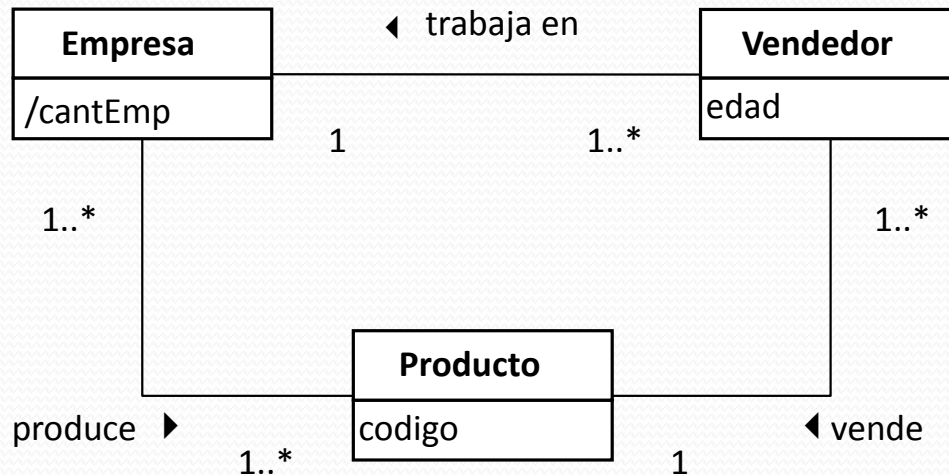 Empresa
◄ trabaja en
Vendedor
/cantEmp
edad
1
1..*
1..*
1..*
Producto
produce ►
codigo
◄ vende
1..*
1